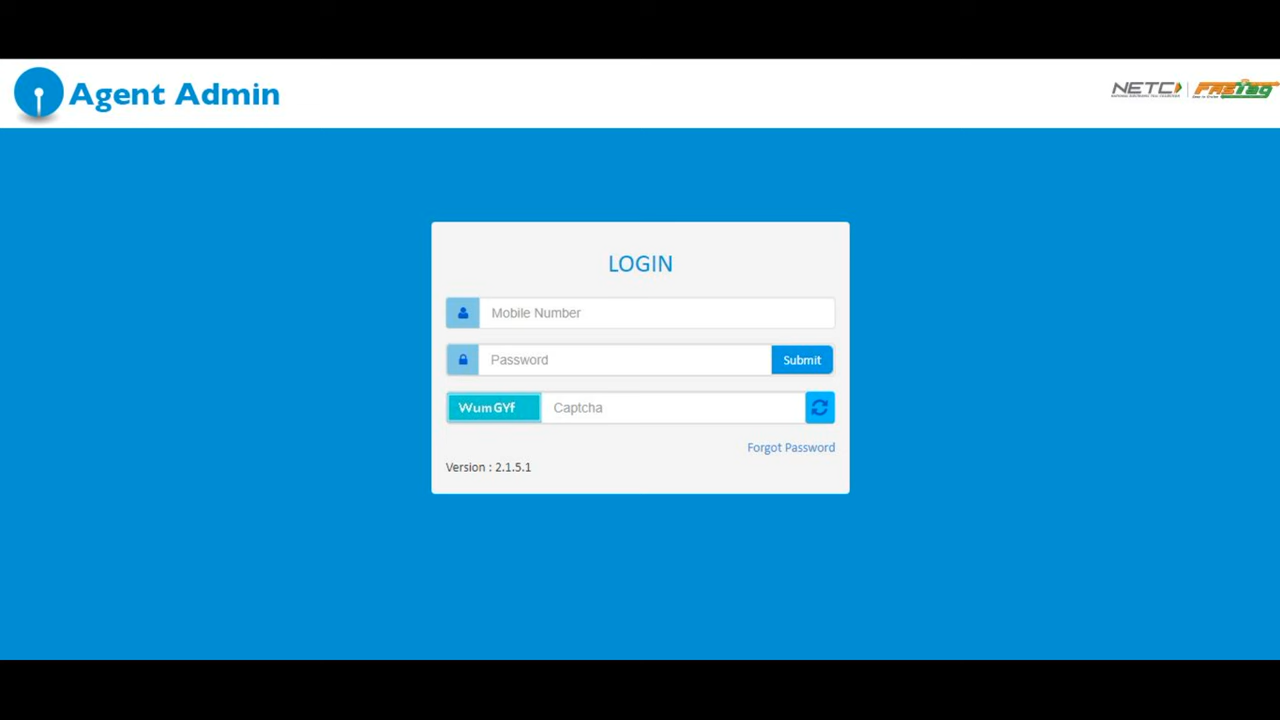 Agent Admin
NETC
FASTag
LOGIN
Mobile Number
Password
Submit
WumGYf
Captcha
Forgot Password
Version : 2.1.5.1